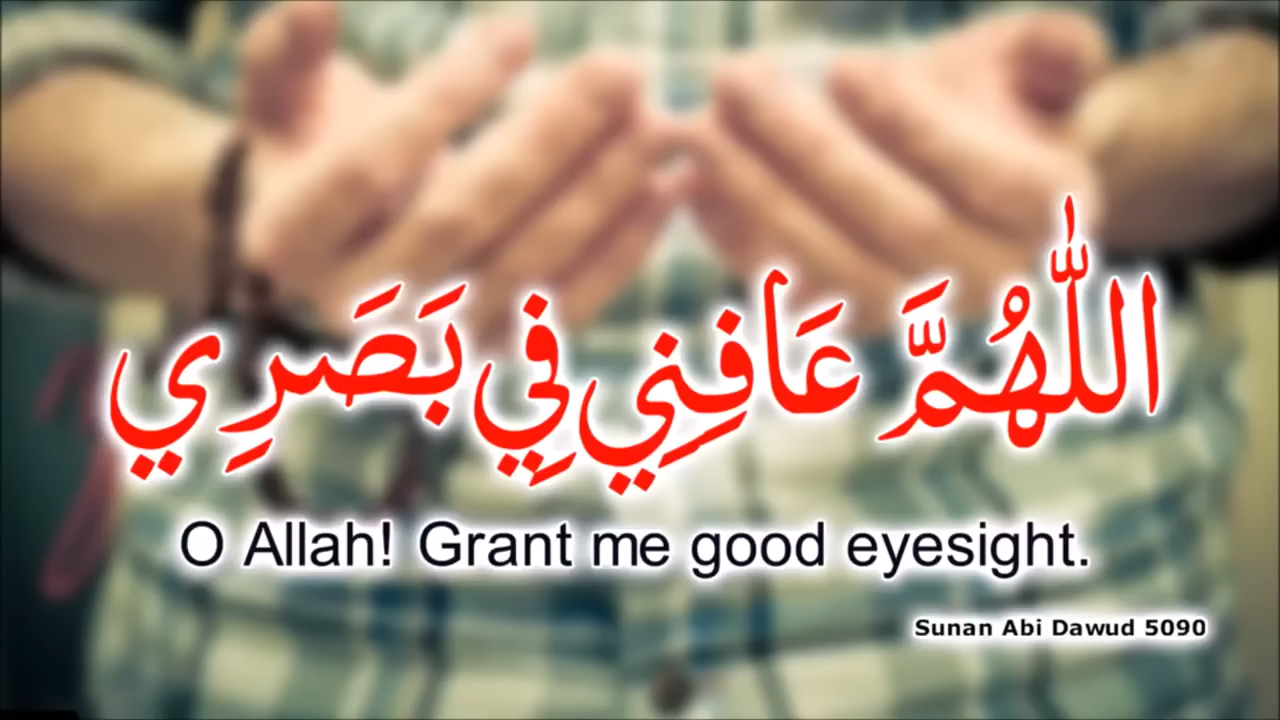 اللّٰهُمَّ عَافِنِي فِي بَصَرِي
O Allah! Grant me good eyesight.
Sunan Abi Dawud 5090